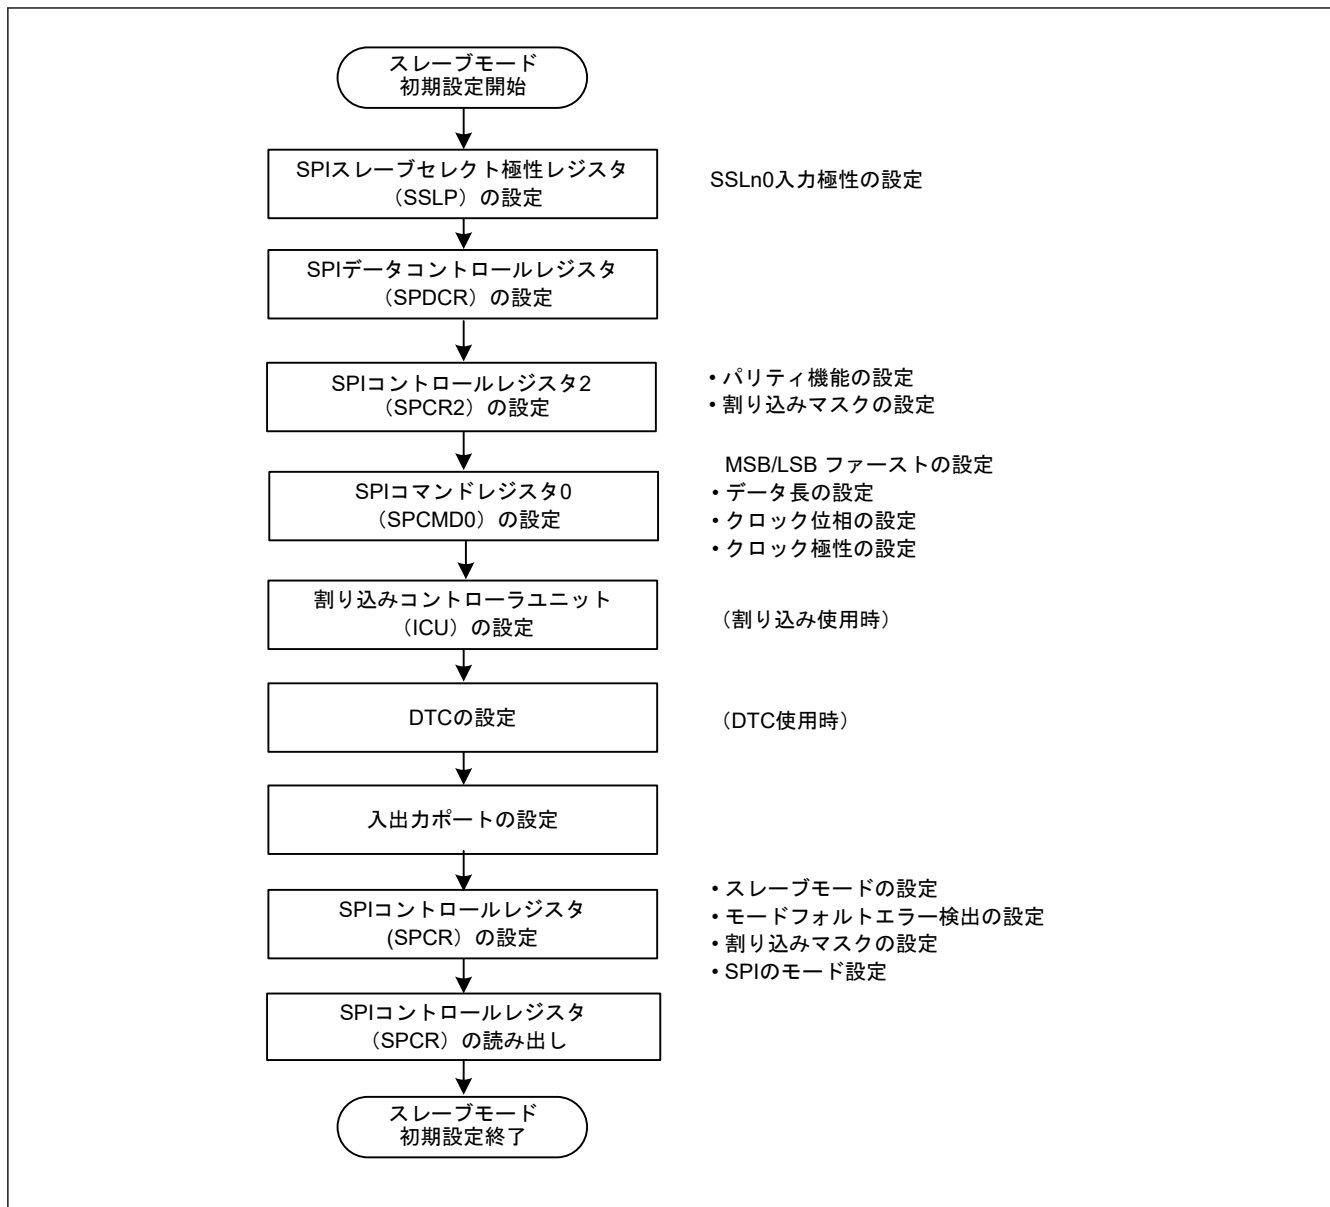 スレーブモード
初期設定開始
SPIスレーブセレクト極性レジスタ
（SSLP）の設定
SSLn0入力極性の設定
SPIデータコントロールレジスタ
（SPDCR）の設定
SPIコントロールレジスタ2
（SPCR2）の設定
• パリティ機能の設定
• 割り込みマスクの設定
SPIコマンドレジスタ0
（SPCMD0）の設定
MSB/LSB ファーストの設定
• データ長の設定
• クロック位相の設定
• クロック極性の設定
割り込みコントローラユニット
（ICU）の設定
（割り込み使用時）
DTCの設定
（DTC使用時）
入出力ポートの設定
SPIコントロールレジスタ
(SPCR）の設定
• スレーブモードの設定
• モードフォルトエラー検出の設定
• 割り込みマスクの設定
• SPIのモード設定
SPIコントロールレジスタ
（SPCR）の読み出し
スレーブモード
初期設定終了